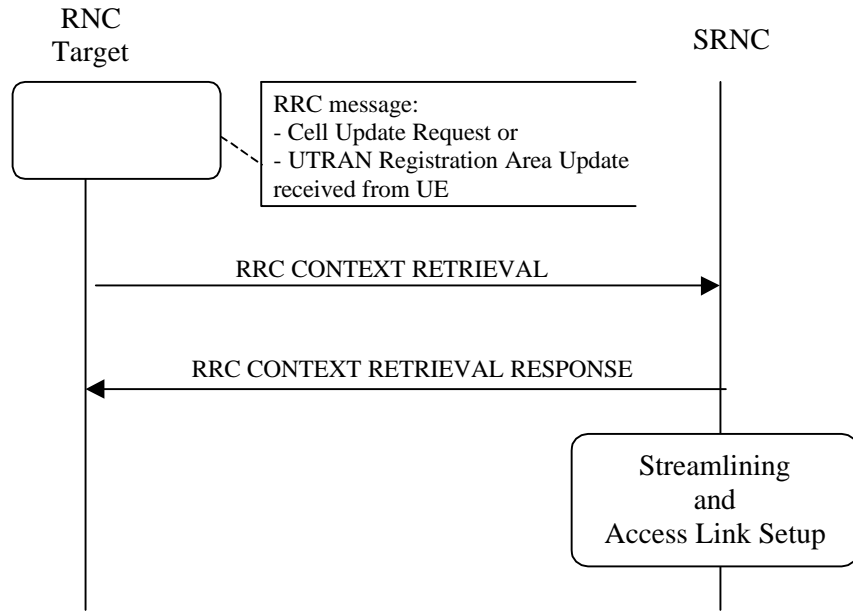 RNC
Target
SRNC
RRC message:
- Cell Update Request or
- UTRAN Registration Area Update
received from UE
RRC CONTEXT RETRIEVAL
RRC CONTEXT RETRIEVAL RESPONSE
Streamlining
and
Access Link Setup